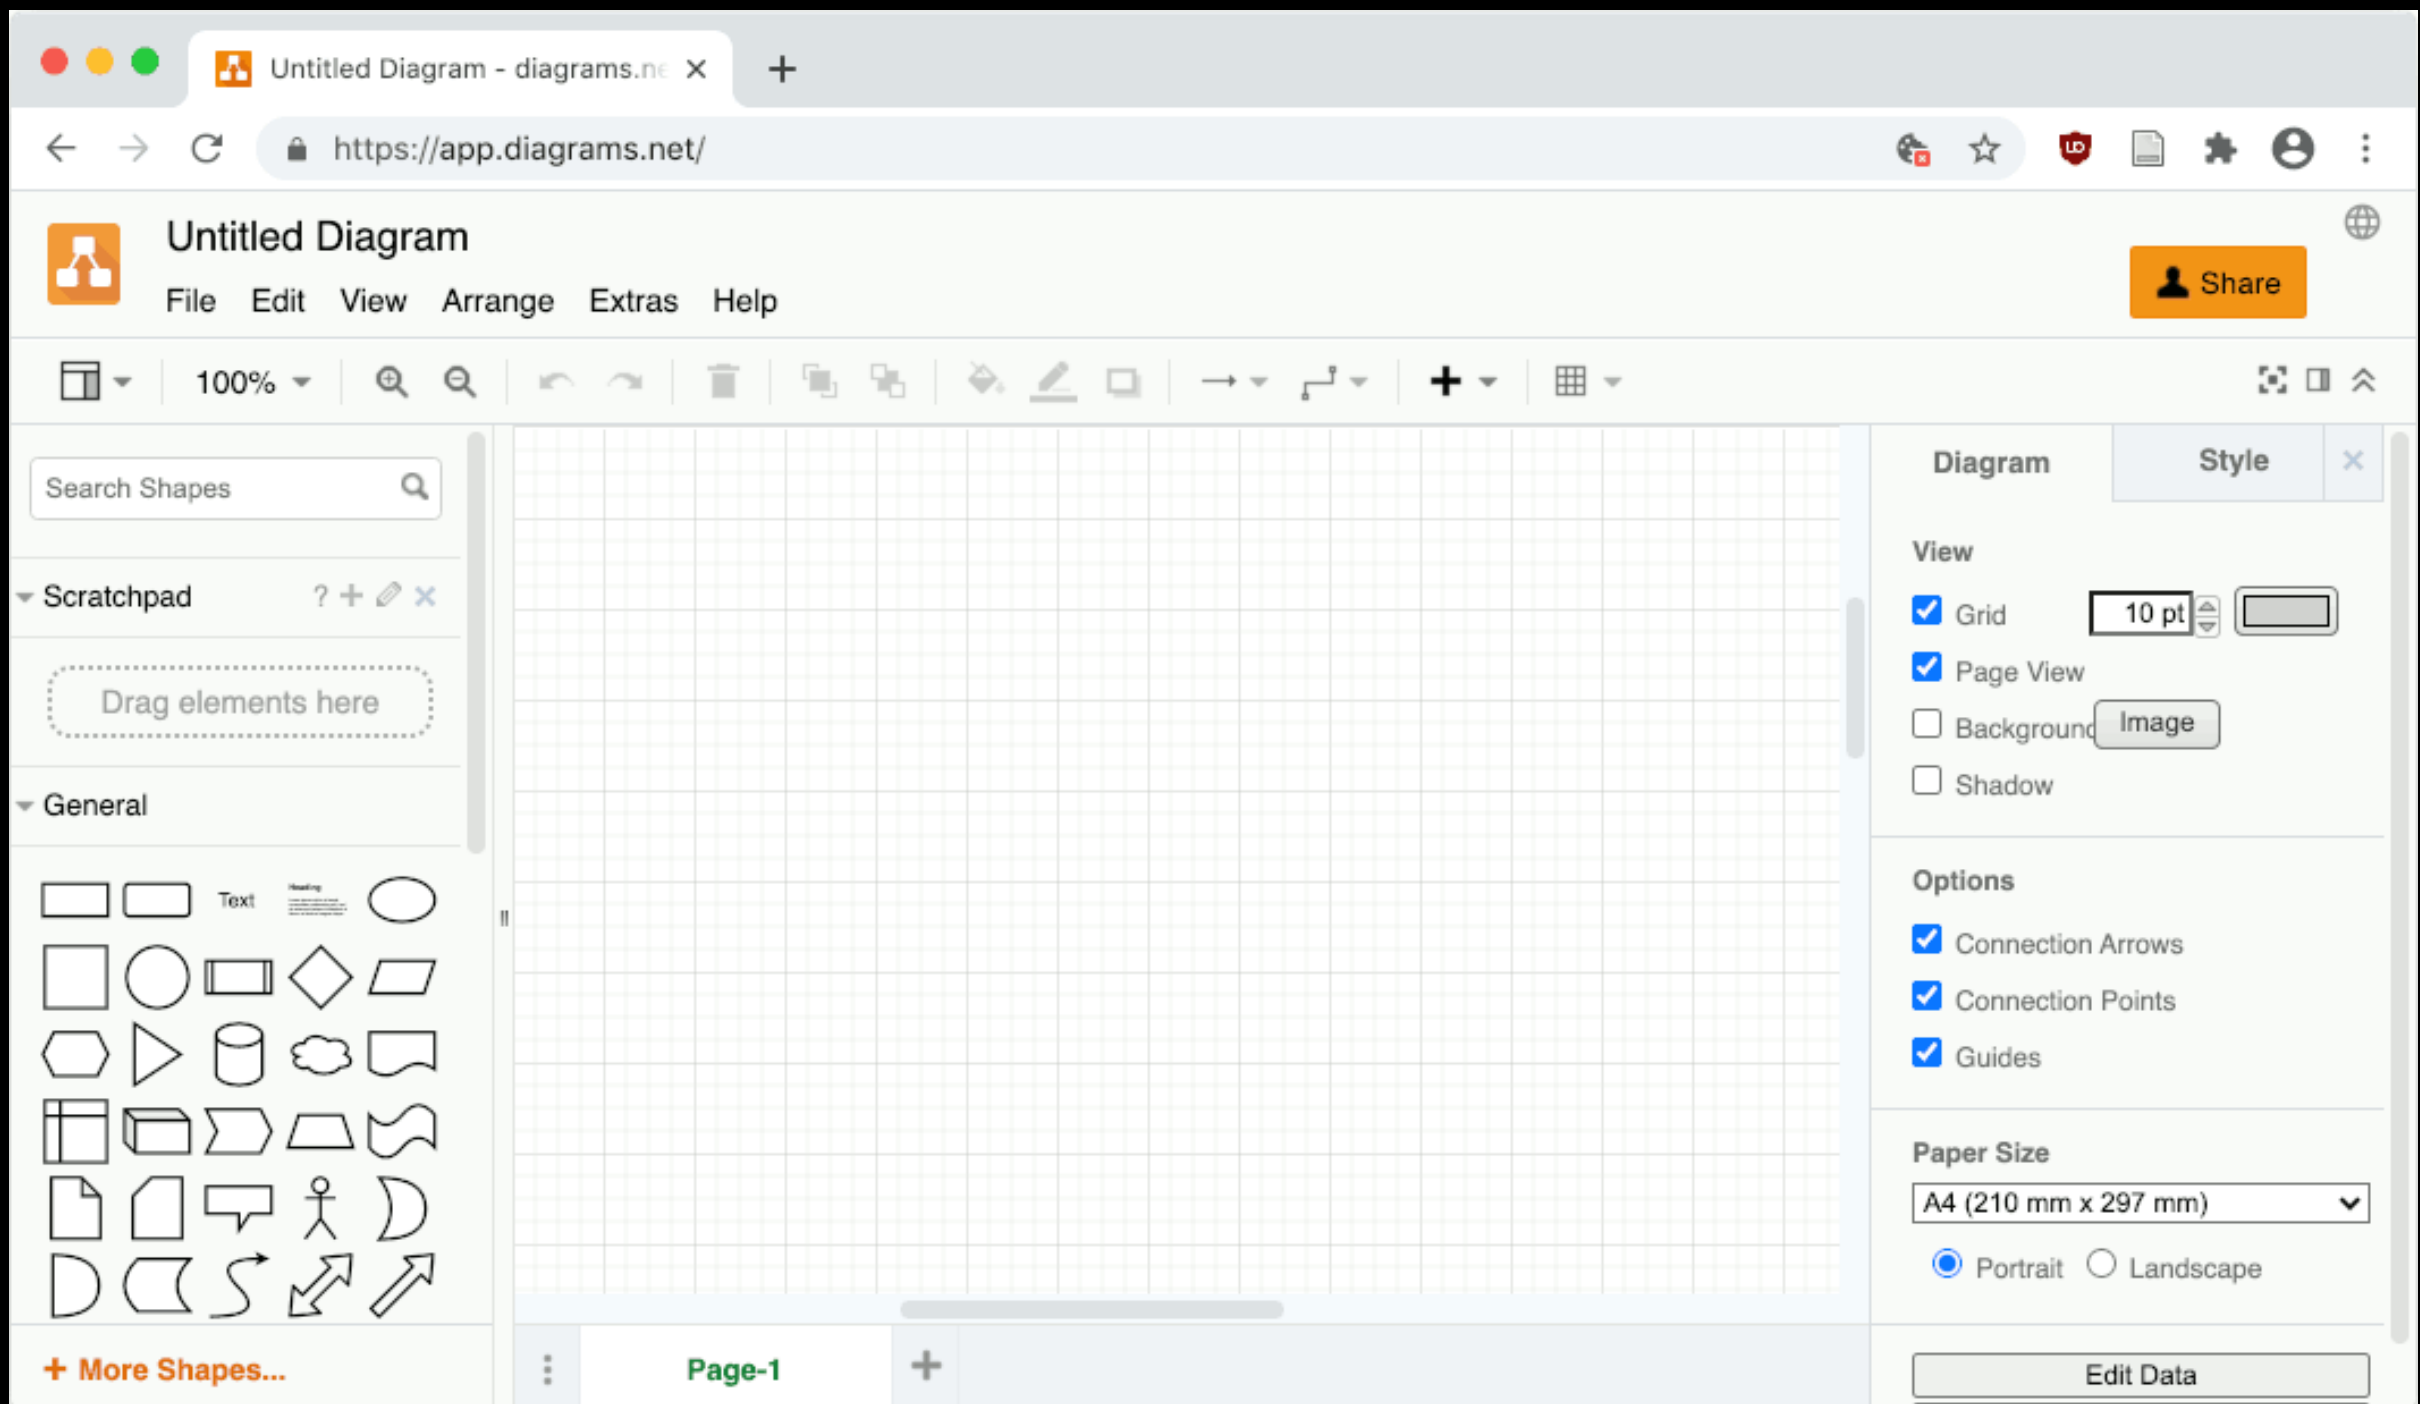 Untitled Diagram - diagrams.ne
https://app.diagrams.net/
Untitled Diagram
File Edit View Arrange Extras Help
Share
100%
Search Shapes
Scratchpad
?
Drag elements here
General
Text
Heading
More Shapes...
Page-1
Diagram
Style
View
Grid 10 pt
Page View
Background Image
Shadow
Options
Connection Arrows
Connection Points
Guides
Paper Size
A4 (210 mm x 297 mm)
Portrait Landscape
Edit Data